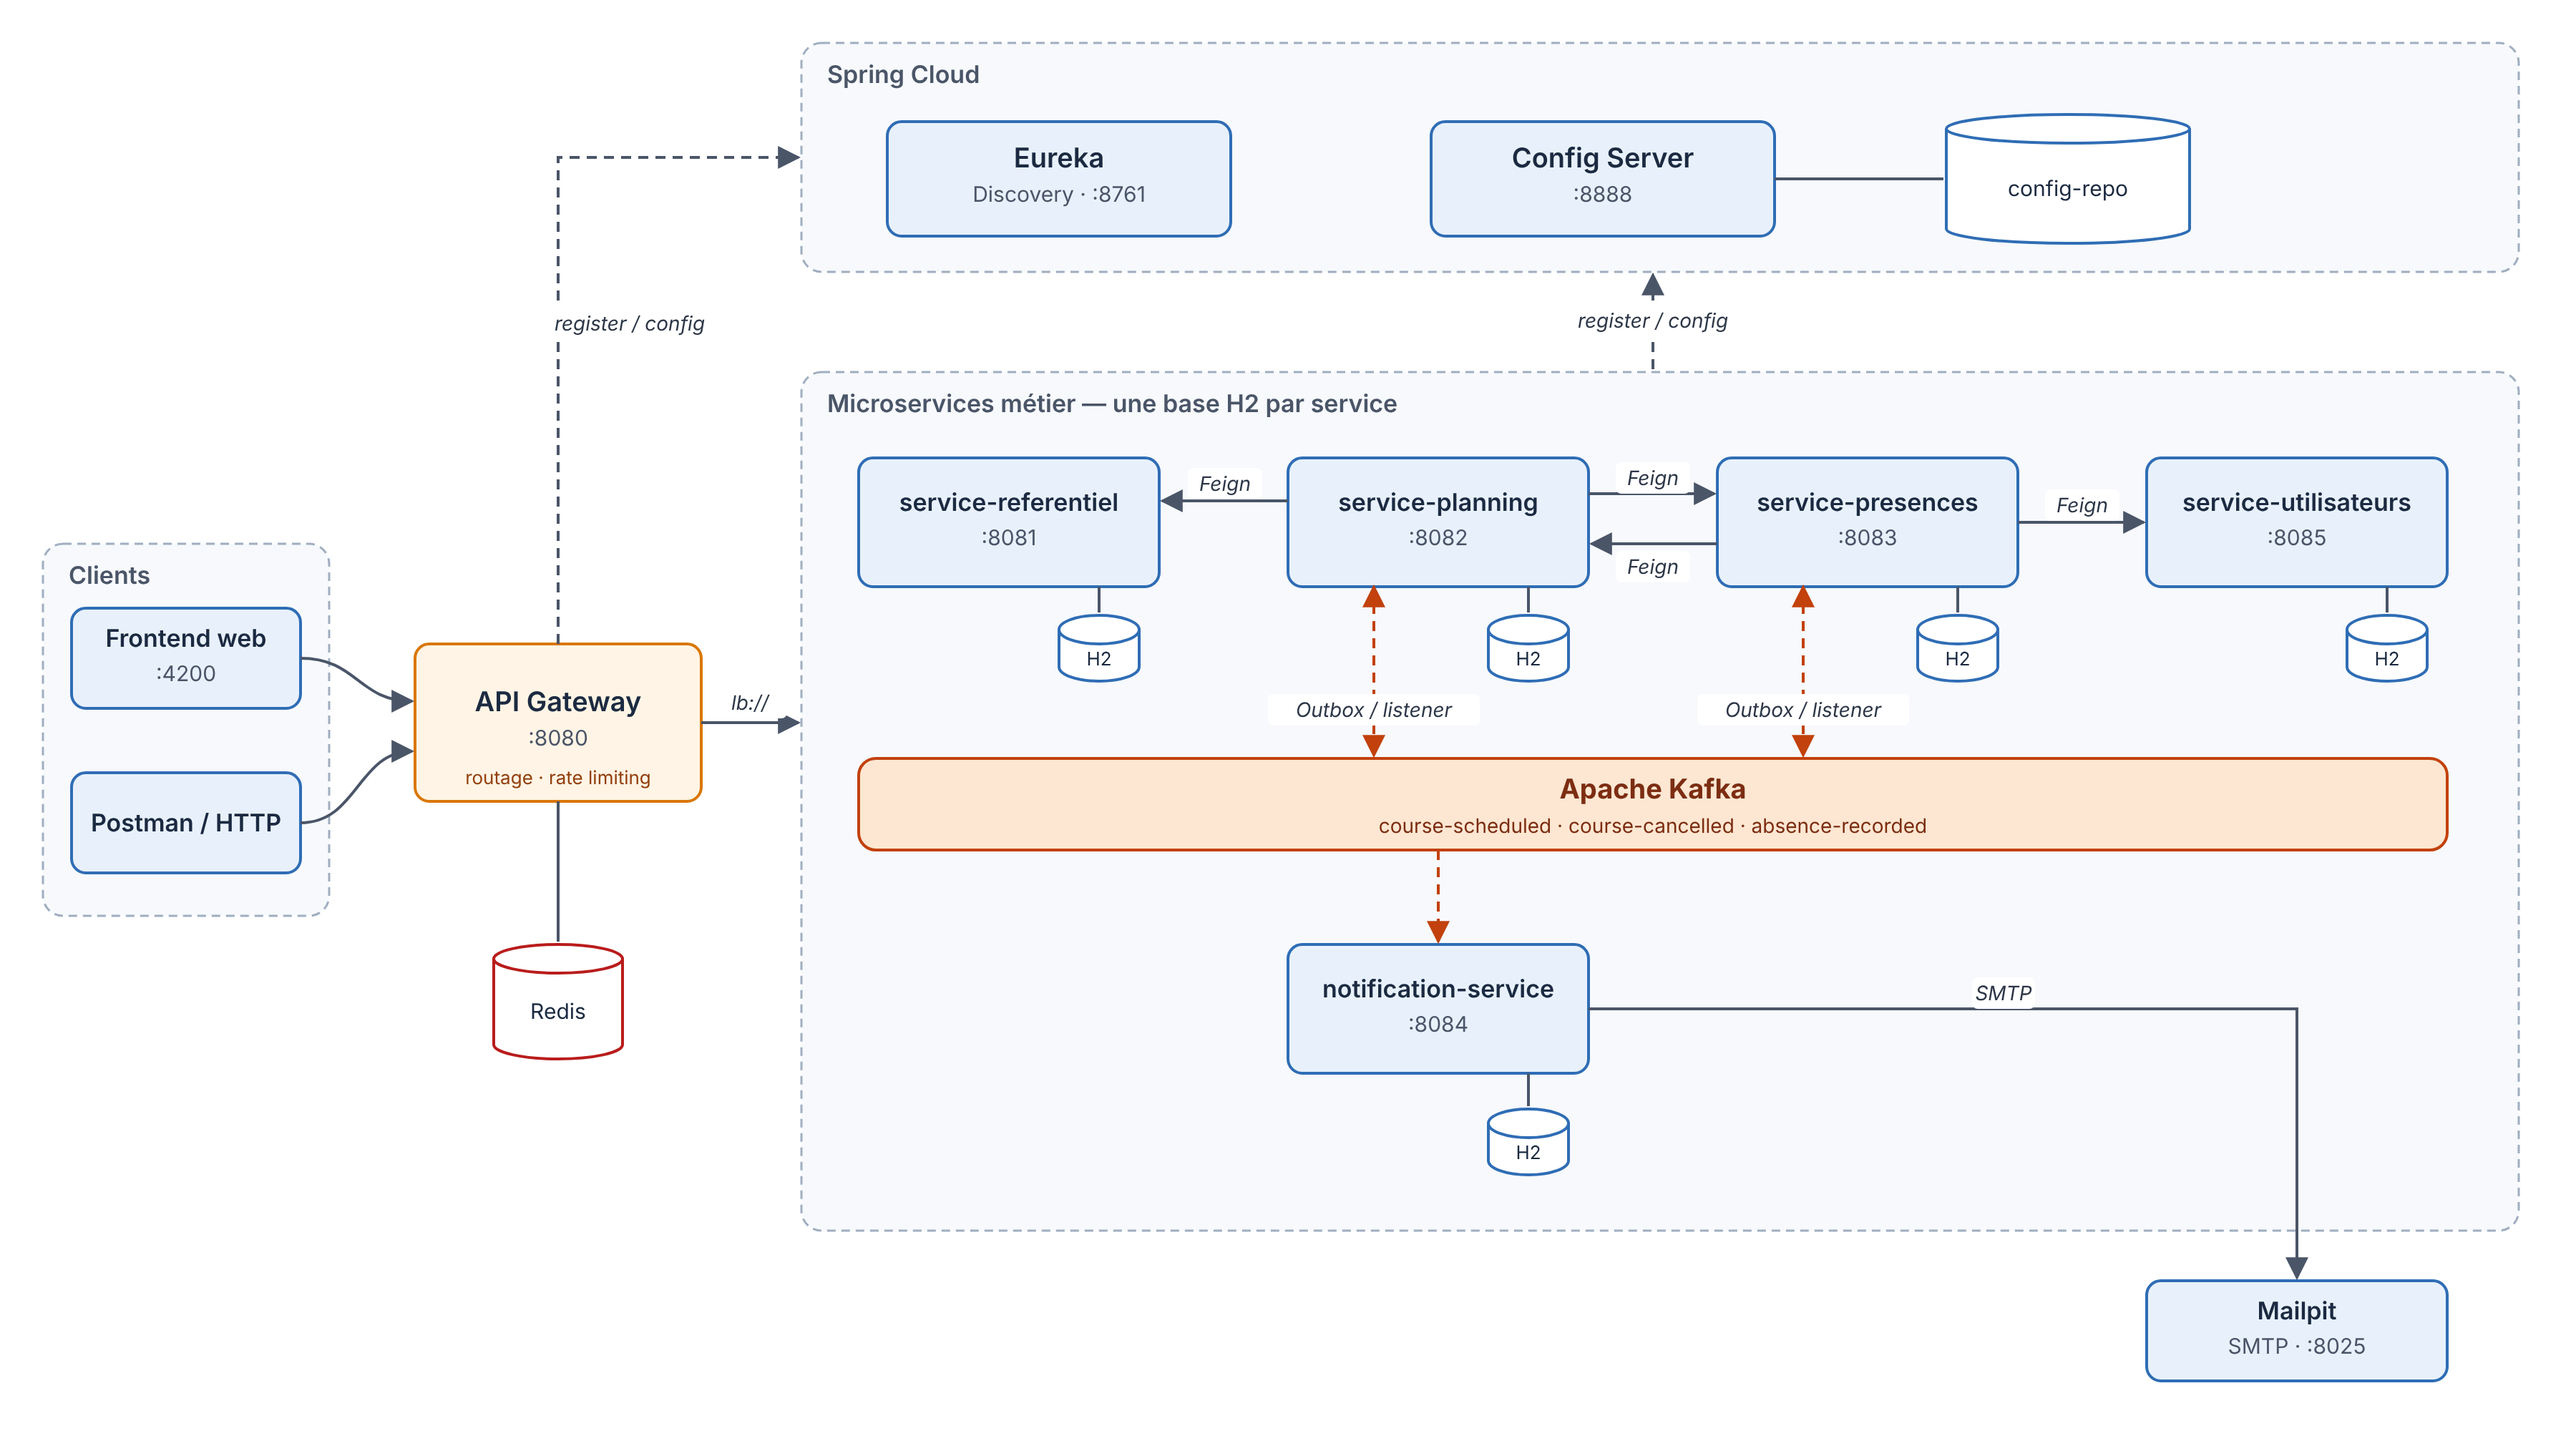 Spring Cloud
Eureka
Discovery · :8761
Config Server
:8888
config-repo
register / config
register / config
Microservices métier — une base H2 par service
service-referentiel
:8081
Feign
service-planning
:8082
Feign
Feign
service-presences
:8083
Feign
service-utilisateurs
:8085
H2
H2
H2
H2
Clients
Frontend web
:4200
Postman / HTTP
API Gateway
:8080
routage · rate limiting
lb://
Redis
Outbox / listener
Outbox / listener
Apache Kafka
course-scheduled · course-cancelled · absence-recorded
notification-service
:8084
SMTP
H2
Mailpit
SMTP · :8025